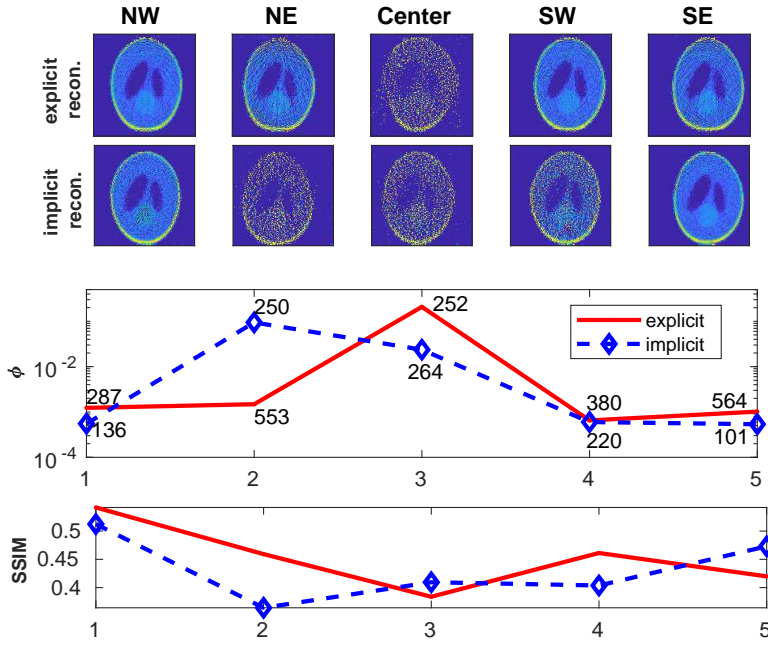 NW NE Center SW SE
explicit
recon.
implicit
recon.
250
252
explicit
implicit
ϕ
10^-2
264
287
136
553
380
220
564
101
10^-4
1 2 3 4 5
SSIM
0.5
0.45
0.4
1 2 3 4 5